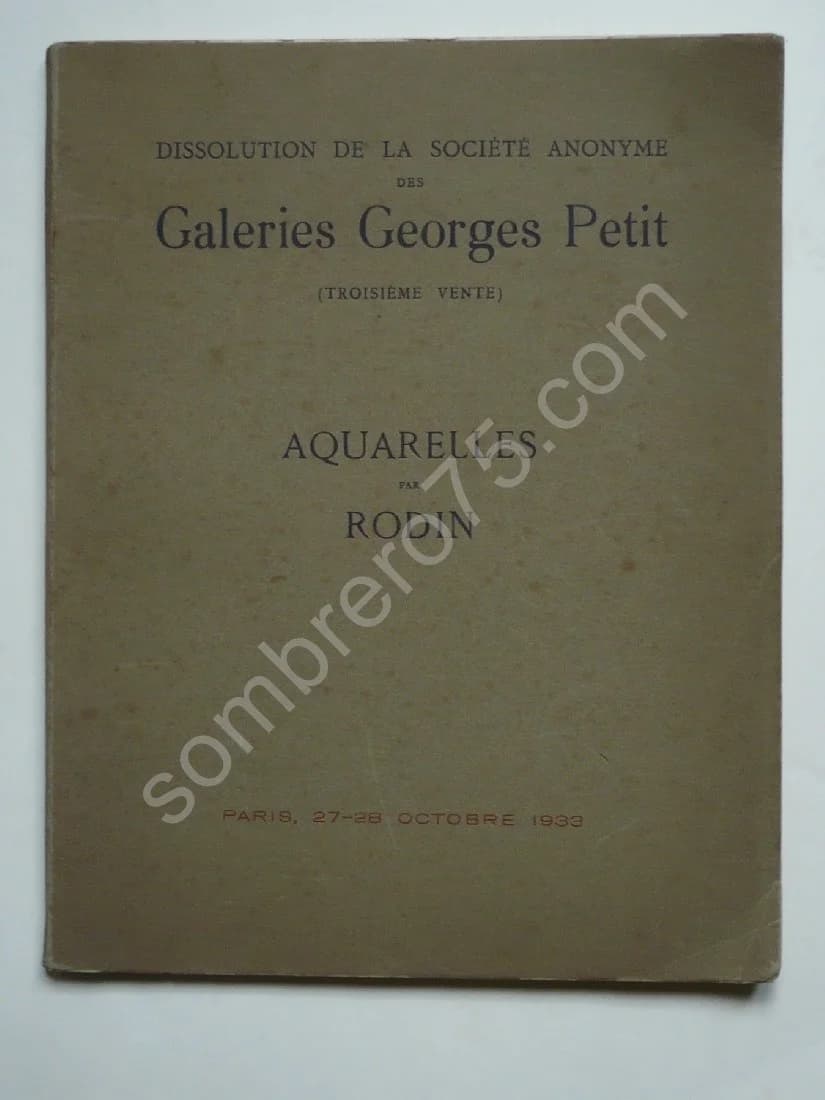 DISSOLUTION DE LA SOCIÉTÉ ANONYME
DES
Galeries Georges Petit
(TROISIÈME VENTE)
AQUARELLES
PAR
RODIN
PARIS, 27-28 OCTOBRE 1933
sombrero75.com